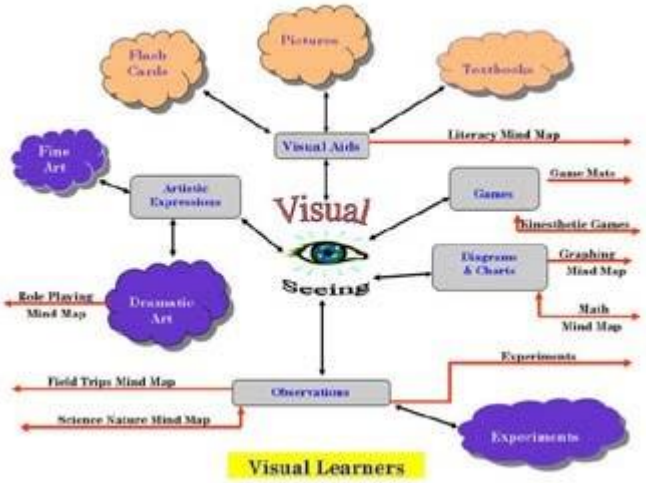 Pictures
Flash
Cards
Textbooks
Literacy Mind Map
Visual Aids
Fine
Art
Game Mats
Artistic
Expressions
Games
Visual
Kinesthetic Games
Diagrams
& Charts
Graphing
Mind Map
Seeing
Role Playing
Mind Map
Dramatic
Art
Math
Mind Map
Experiments
Field Trips Mind Map
Observations
Science Nature Mind Map
Experiments
Visual Learners